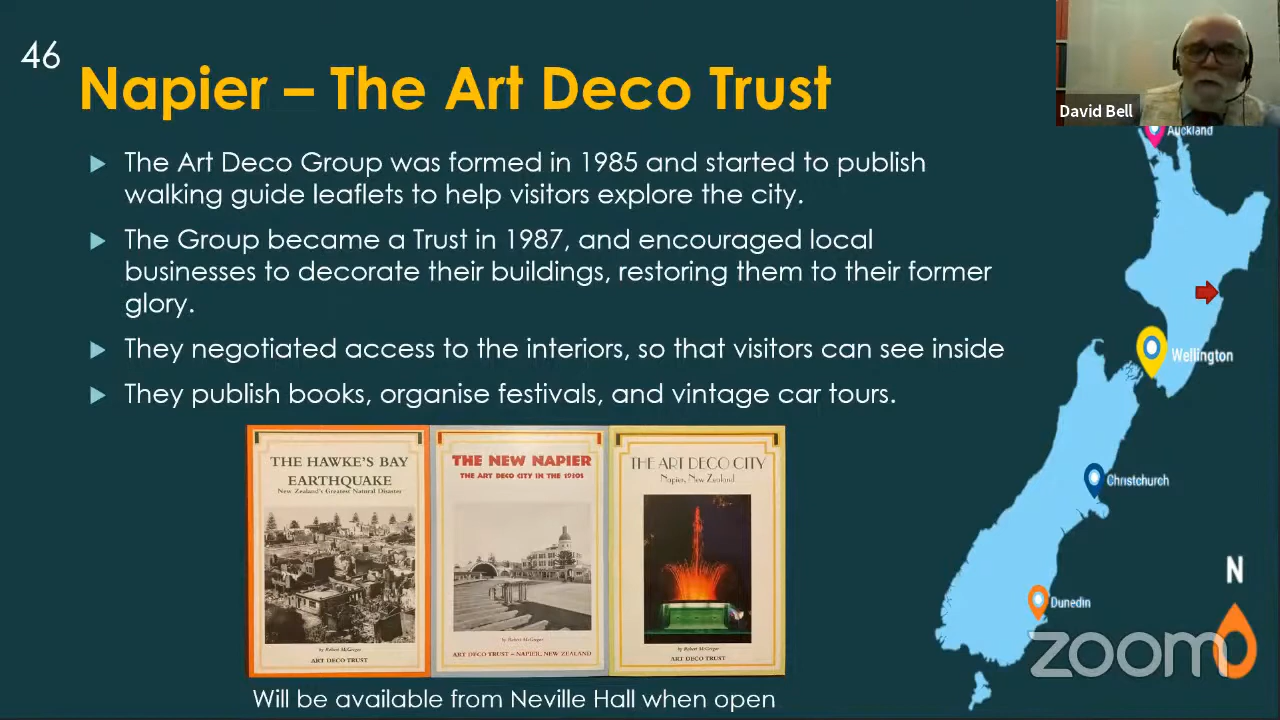 46
Napier – The Art Deco Trust
David Bell
The Art Deco Group was formed in 1985 and started to publish
walking guide leaflets to help visitors explore the city.
The Group became a Trust in 1987, and encouraged local
businesses to decorate their buildings, restoring them to their former
glory.
They negotiated access to the interiors, so that visitors can see inside
They publish books, organise festivals, and vintage car tours.
THE HAWKE'S BAY
EARTHQUAKE
New Zealand's Greatest Natural Disaster
by Robert McGregor
ART DECO TRUST
THE NEW NAPIER
THE ART DECO CITY IN THE 1930S
by Robert McGregor
ART DECO TRUST – NAPIER, NEW ZEALAND
THE ART DECO CITY
Napier, New Zealand
by Robert McGregor
ART DECO TRUST
Will be available from Neville Hall when open
Auckland
Wellington
Christchurch
Dunedin
N
zoom